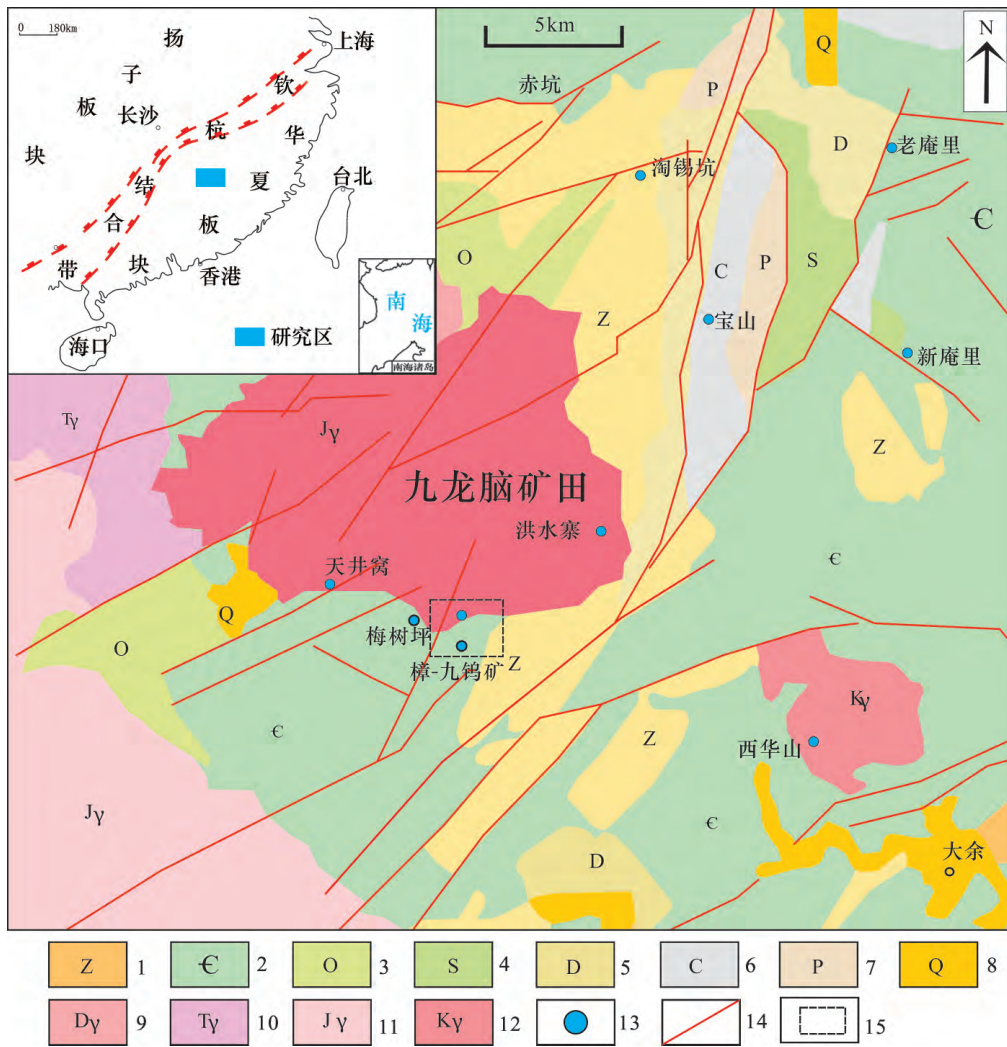 0 180km
扬
子
板
块
长沙
上海
钦
杭
结
合
带
华
夏
板
块
台北
香港
海口
研究区
南
海
南海诸岛
5km
N
Q
赤坑
P
D
老庵里
淘锡坑
Є
O
Z
C
P
S
宝山
新庵里
Z
Tγ
Jγ
九龙脑矿田
洪水寨
天井窝
Є
Q
梅树坪
O
樟-九钨矿
Z
Kγ
Є
Z
西华山
Jγ
Є
D
大余
Z 1
Є 2
O 3
S 4
D 5
C 6
P 7
Q 8
Dγ 9
Tγ 10
Jγ 11
Kγ 12
13
14
15